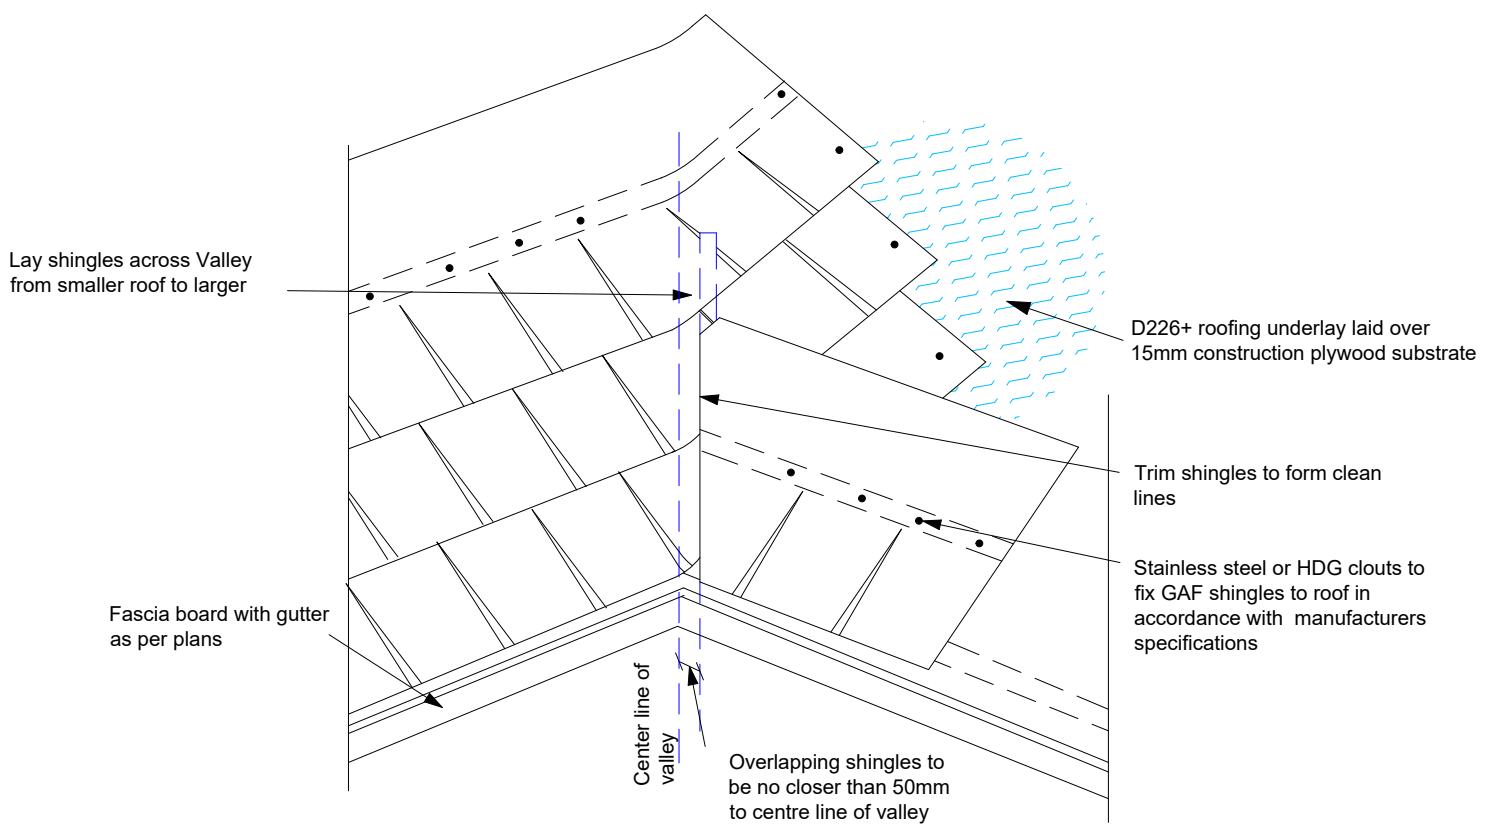 Lay shingles across Valley
from smaller roof to larger
D226+ roofing underlay laid over
15mm construction plywood substrate
Trim shingles to form clean
lines
Stainless steel or HDG clouts to
fix GAF shingles to roof in
accordance with  manufacturers
specifications
Fascia board with gutter
as per plans
Center line of
valley
Overlapping shingles to
be no closer than 50mm
to centre line of valley